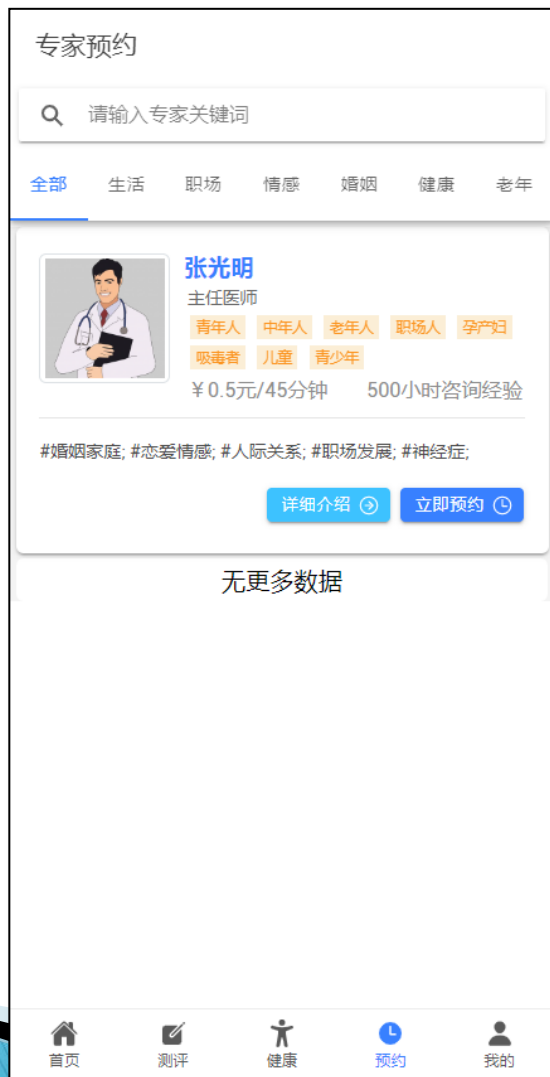 专家预约
请输入专家关键词
全部 生活 职场 情感 婚姻 健康 老年
张光明
主任医师
青年人 中年人 老年人 职场人 孕产妇
吸毒者 儿童 青少年
￥0.5元/45分钟 500小时咨询经验
#婚姻家庭; #恋爱情感; #人际关系; #职场发展; #神经症;
详细介绍 立即预约
无更多数据
首页 测评 健康 预约 我的